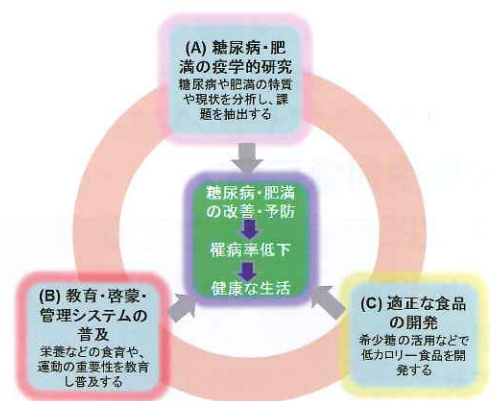 (A) 糖尿病・肥
満の疫学的研究
糖尿病や肥満の特質
や現状を分析し、課
題を抽出する
糖尿病・肥満
の改善・予防
罹病率低下
健康な生活
(B) 教育・啓蒙・
管理システムの
普及
栄養などの食育や、
運動の重要性を教育
し普及する
(C) 適正な食品
の開発
希少糖の活用などで
低カロリー食品を開
発する